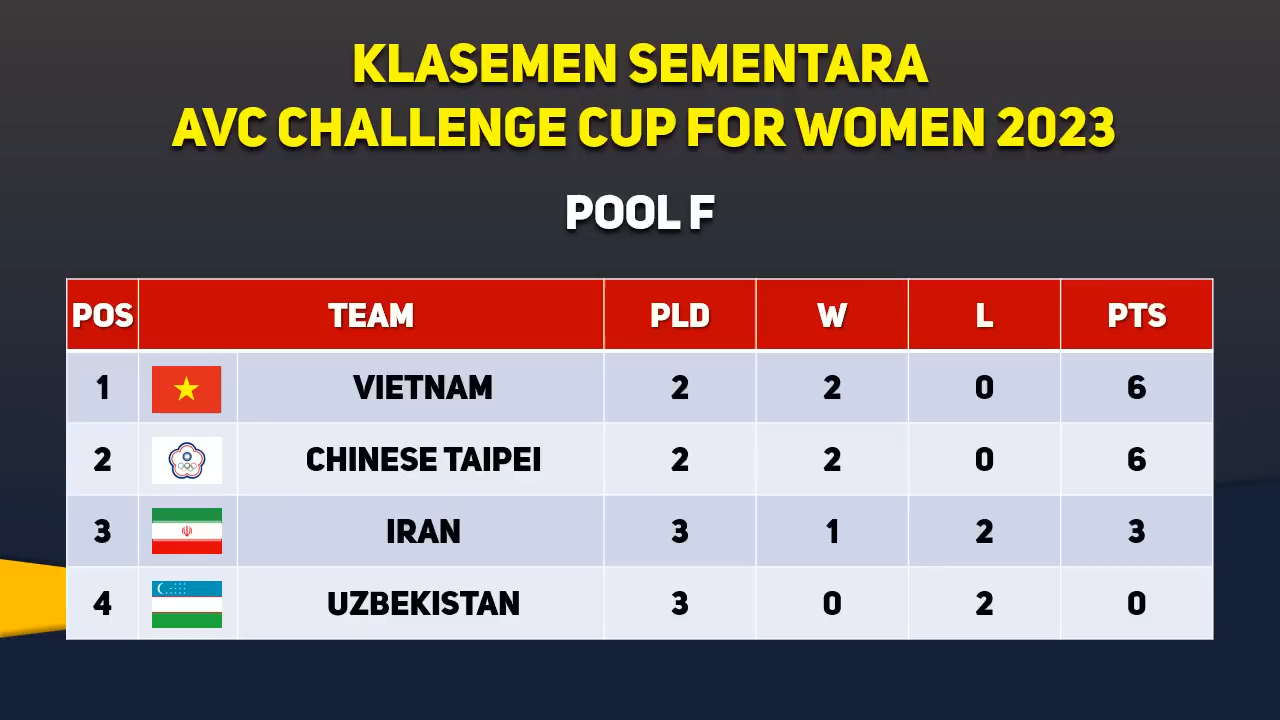 KLASEMEN SEMENTARA
AVC CHALLENGE CUP FOR WOMEN 2023
POOL F
POS TEAM PLD W L PTS
1 VIETNAM 2 2 0 6
2 CHINESE TAIPEI 2 2 0 6
3 IRAN 3 1 2 3
4 UZBEKISTAN 3 0 2 0